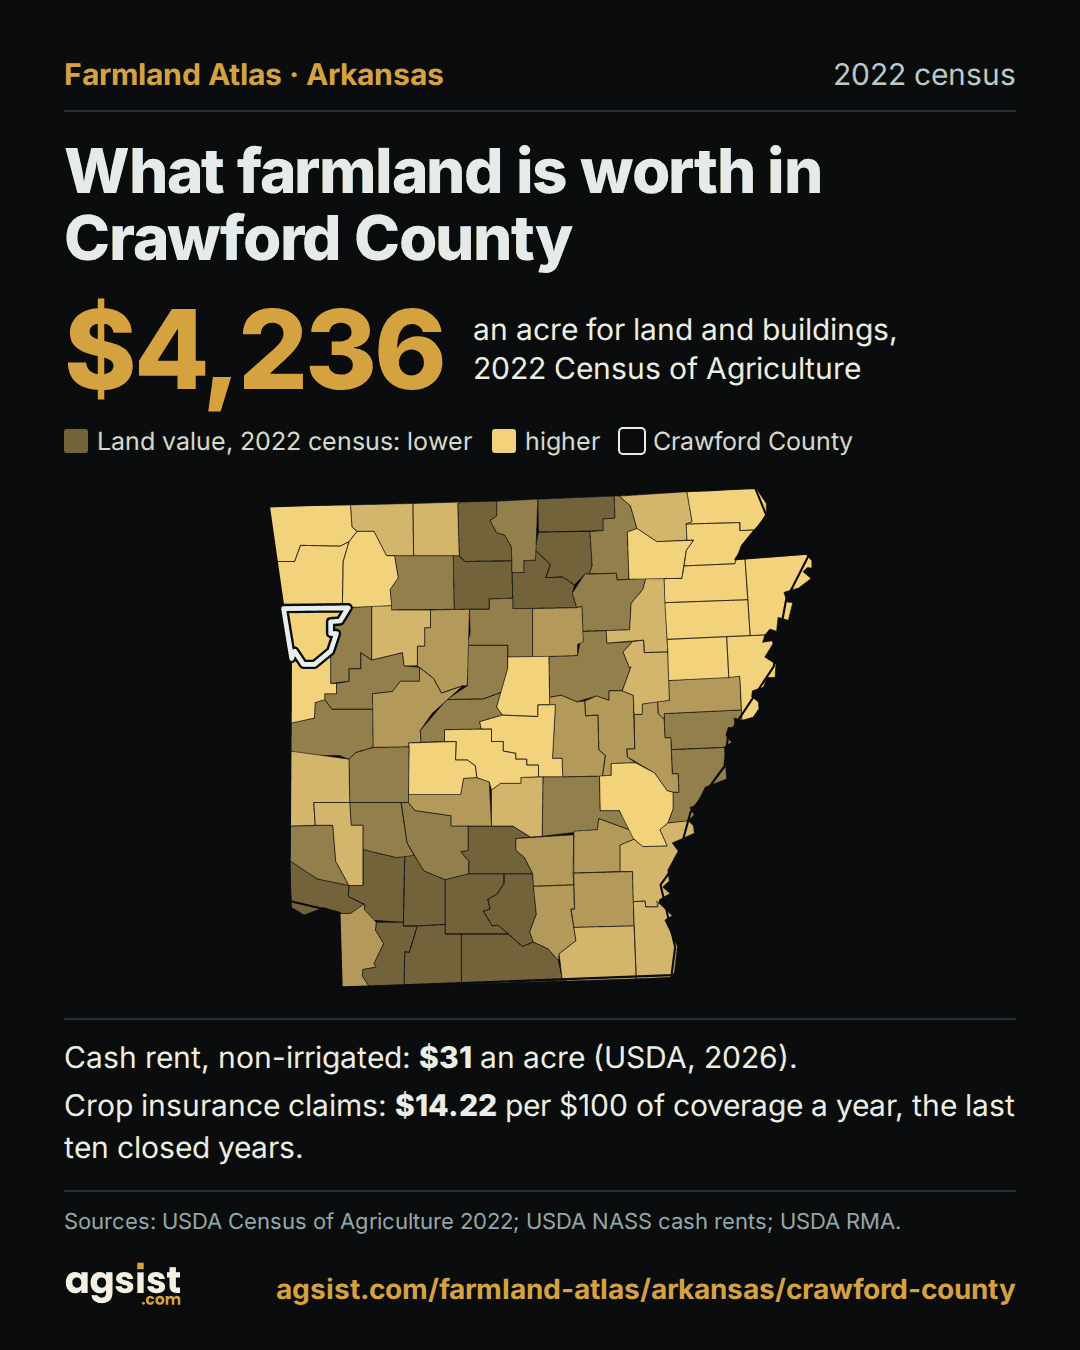 Farmland Atlas · Arkansas
2022 census
What farmland is worth in
Crawford County
$4,236
an acre for land and buildings,
2022 Census of Agriculture
Land value, 2022 census: lower
higher
Crawford County
Cash rent, non-irrigated: $31 an acre (USDA, 2026).
Crop insurance claims: $14.22 per $100 of coverage a year, the last
ten closed years.
Sources: USDA Census of Agriculture 2022; USDA NASS cash rents; USDA RMA.
agsist
.com
agsist.com/farmland-atlas/arkansas/crawford-county